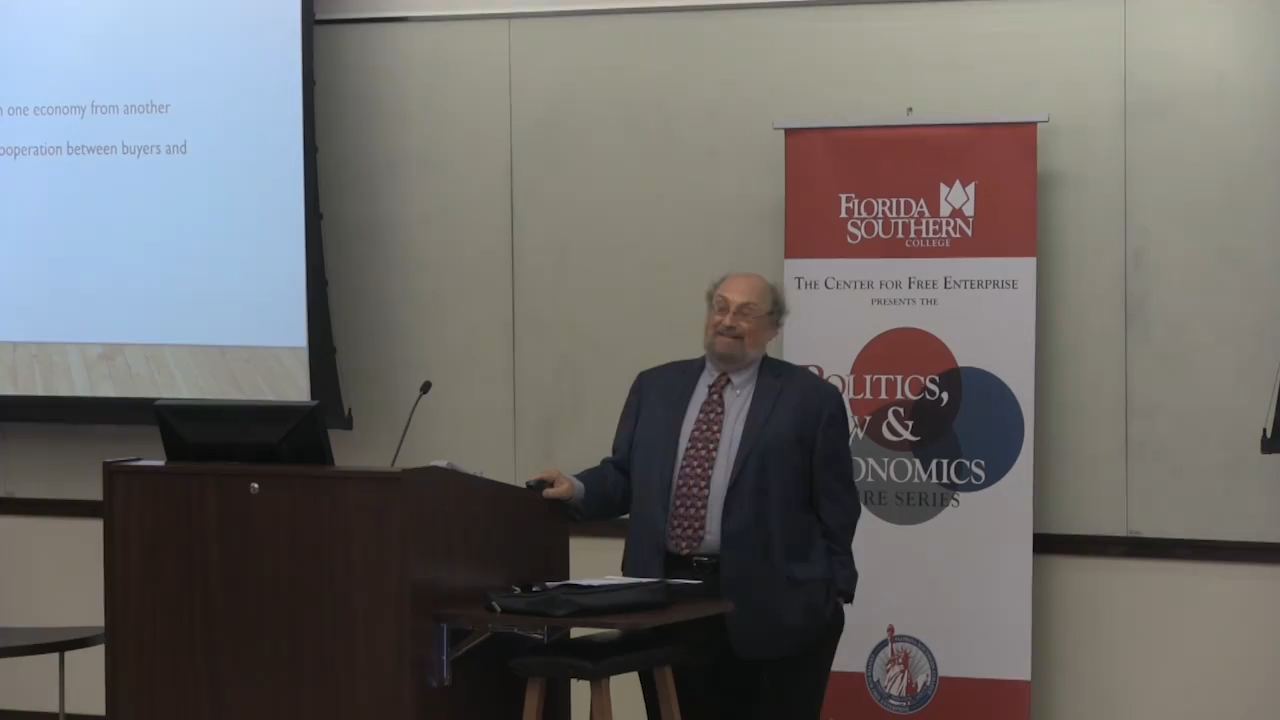 one economy from another
ooperation between buyers and
FLORIDA
SOUTHERN
COLLEGE
THE CENTER FOR FREE ENTERPRISE
PRESENTS THE
POLITICS,
W &
ONOMICS
RE SERIES